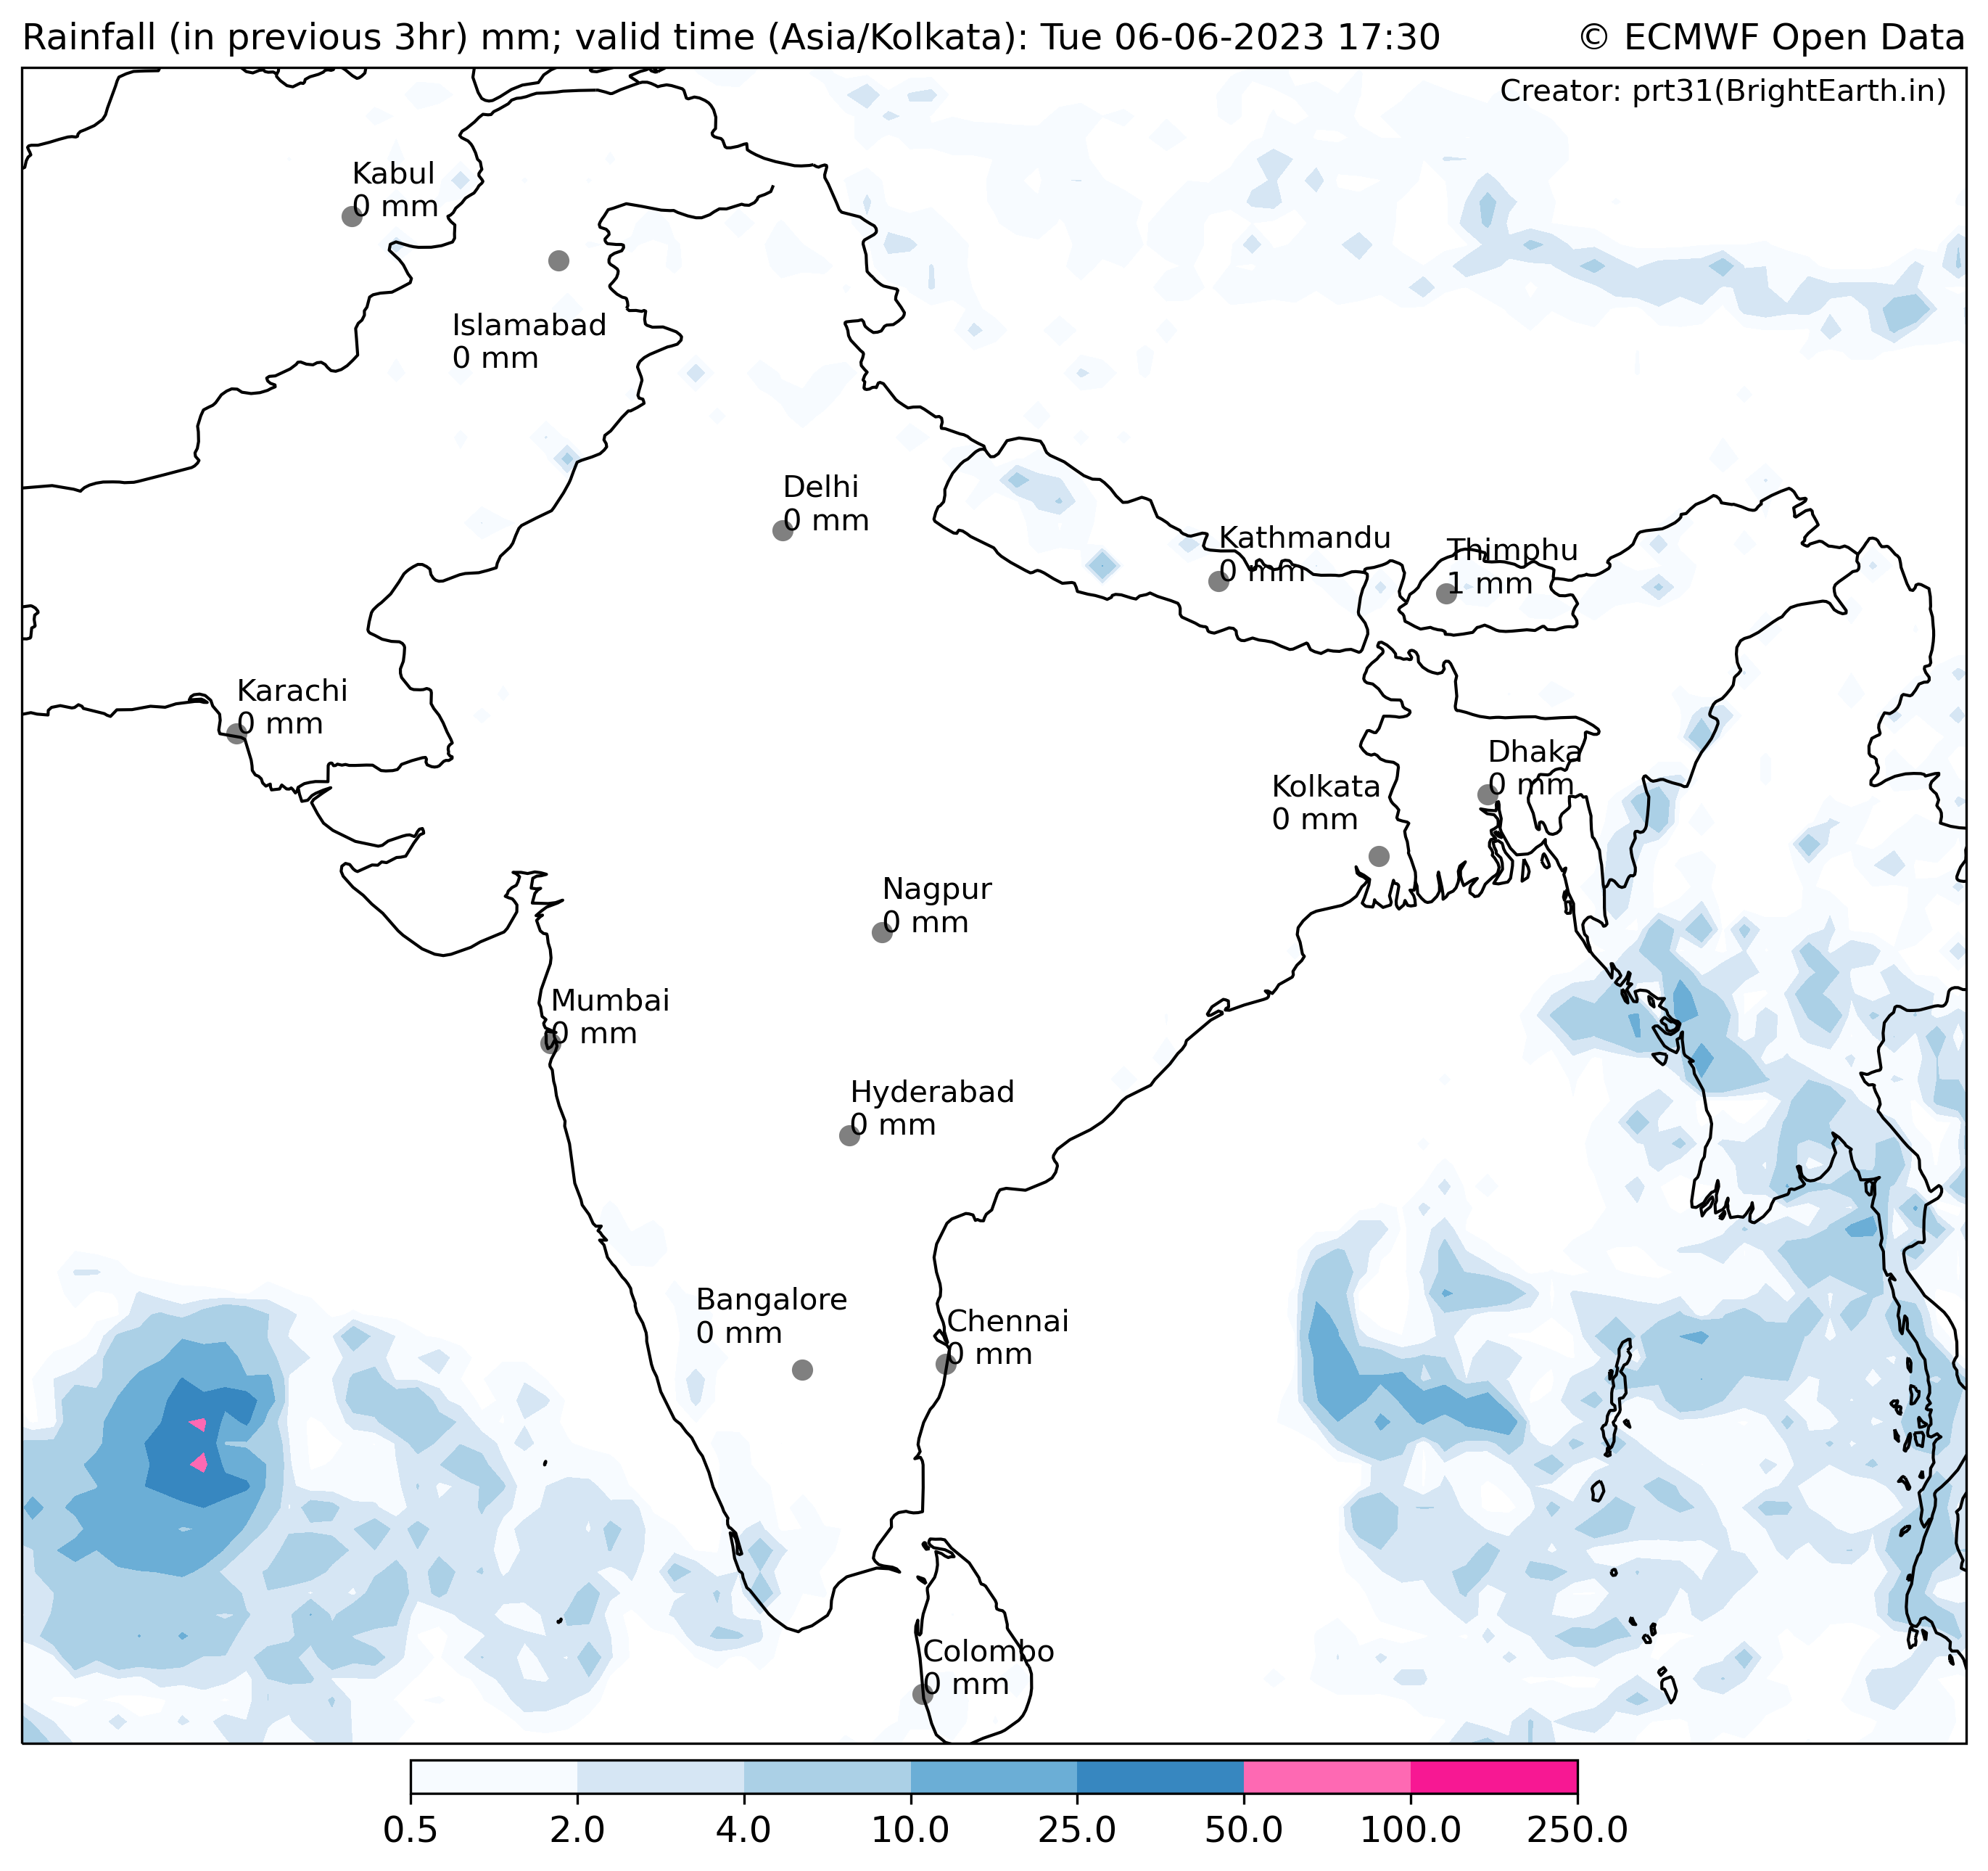 Rainfall (in previous 3hr) mm; valid time (Asia/Kolkata): Tue 06-06-2023 17:30
© ECMWF Open Data
Creator: prt31(BrightEarth.in)
Kabul
0 mm
Islamabad
0 mm
Delhi
0 mm
Kathmandu
0 mm
Thimphu
1 mm
Karachi
0 mm
Dhaka
0 mm
Kolkata
0 mm
Nagpur
0 mm
Mumbai
0 mm
Hyderabad
0 mm
Bangalore
0 mm
Chennai
0 mm
Colombo
0 mm
0.5 2.0 4.0 10.0 25.0 50.0 100.0 250.0